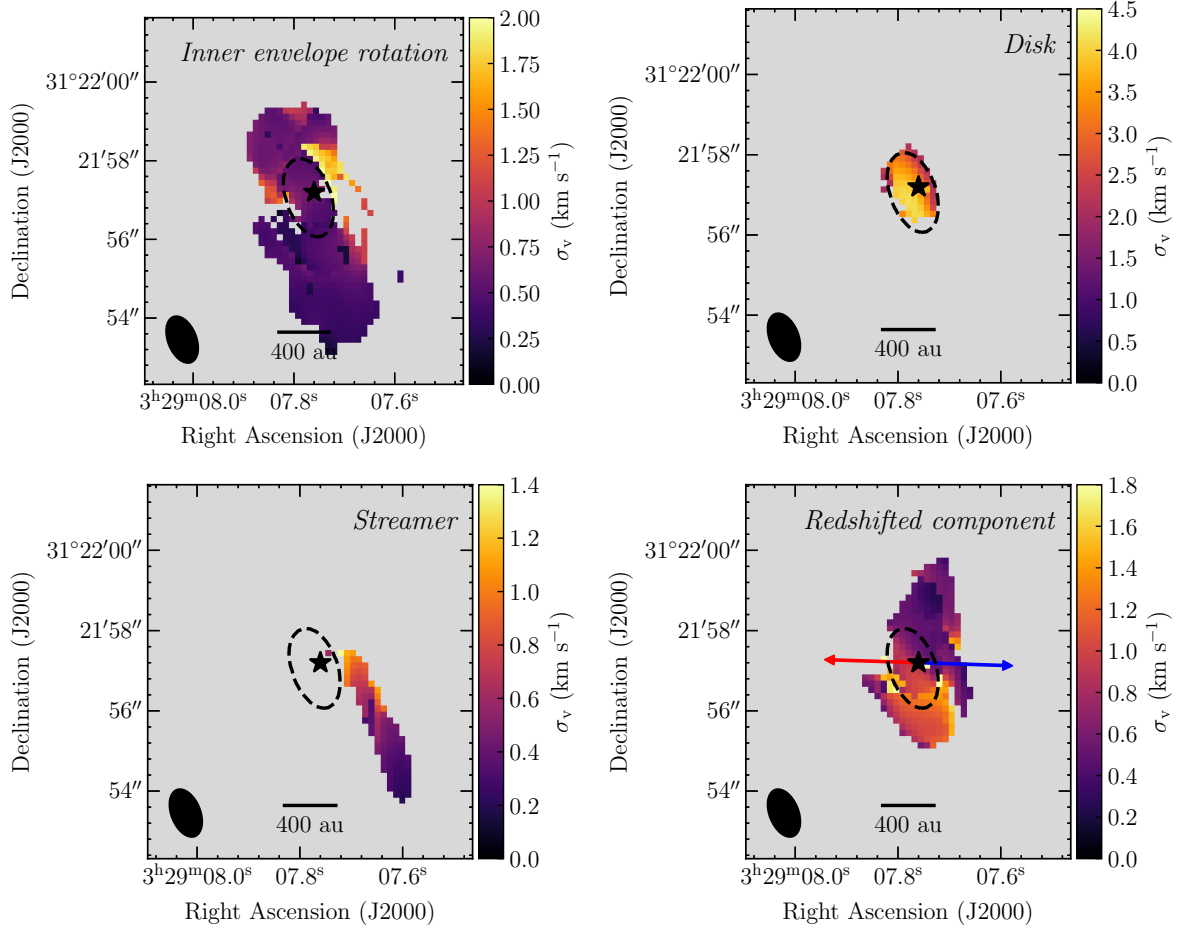 Inner envelope rotation
31°22′00″
21′58″
56″
54″
Declination (J2000)
400 au
3ʰ29ᵐ08.0ˢ
07.8ˢ
07.6ˢ
Right Ascension (J2000)
2.00
1.75
1.50
1.25
1.00
0.75
0.50
0.25
0.00
σᵥ (km s⁻¹)
Disk
31°22′00″
21′58″
56″
54″
Declination (J2000)
400 au
3ʰ29ᵐ08.0ˢ
07.8ˢ
07.6ˢ
Right Ascension (J2000)
4.5
4.0
3.5
3.0
2.5
2.0
1.5
1.0
0.5
0.0
σᵥ (km s⁻¹)
Streamer
31°22′00″
21′58″
56″
54″
Declination (J2000)
400 au
3ʰ29ᵐ08.0ˢ
07.8ˢ
07.6ˢ
Right Ascension (J2000)
1.4
1.2
1.0
0.8
0.6
0.4
0.2
0.0
σᵥ (km s⁻¹)
Redshifted component
31°22′00″
21′58″
56″
54″
Declination (J2000)
400 au
3ʰ29ᵐ08.0ˢ
07.8ˢ
07.6ˢ
Right Ascension (J2000)
1.8
1.6
1.4
1.2
1.0
0.8
0.6
0.4
0.2
0.0
σᵥ (km s⁻¹)